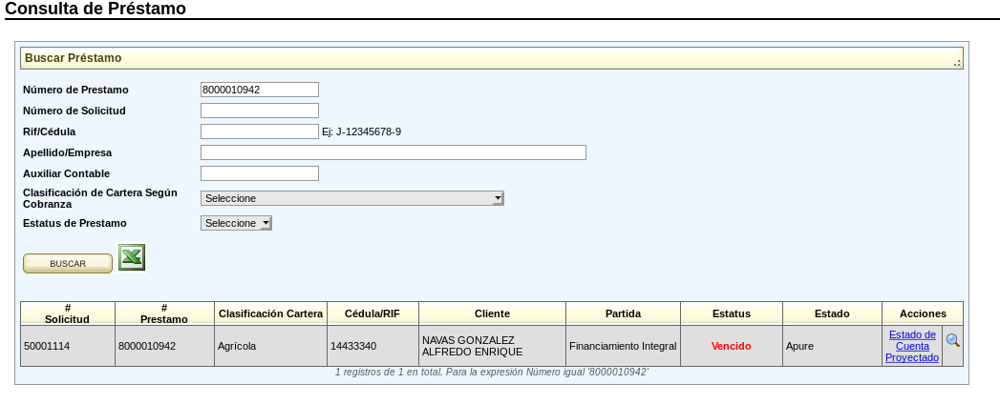 Consulta de Préstamo
Buscar Préstamo
Número de Prestamo 8000010942
Número de Solicitud
Rif/Cédula Ej: J-12345678-9
Apellido/Empresa
Auxiliar Contable
Clasificación de Cartera Según
Cobranza
Seleccione
Estatus de Prestamo Seleccione
BUSCAR
# Solicitud # Prestamo Clasificación Cartera Cédula/RIF Cliente Partida Estatus Estado Acciones
50001114 8000010942 Agrícola 14433340 NAVAS GONZALEZ ALFREDO ENRIQUE Financiamiento Integral Vencido Apure Estado de Cuenta Proyectado
1 registros de 1 en total. Para la expresión Número igual '8000010942'